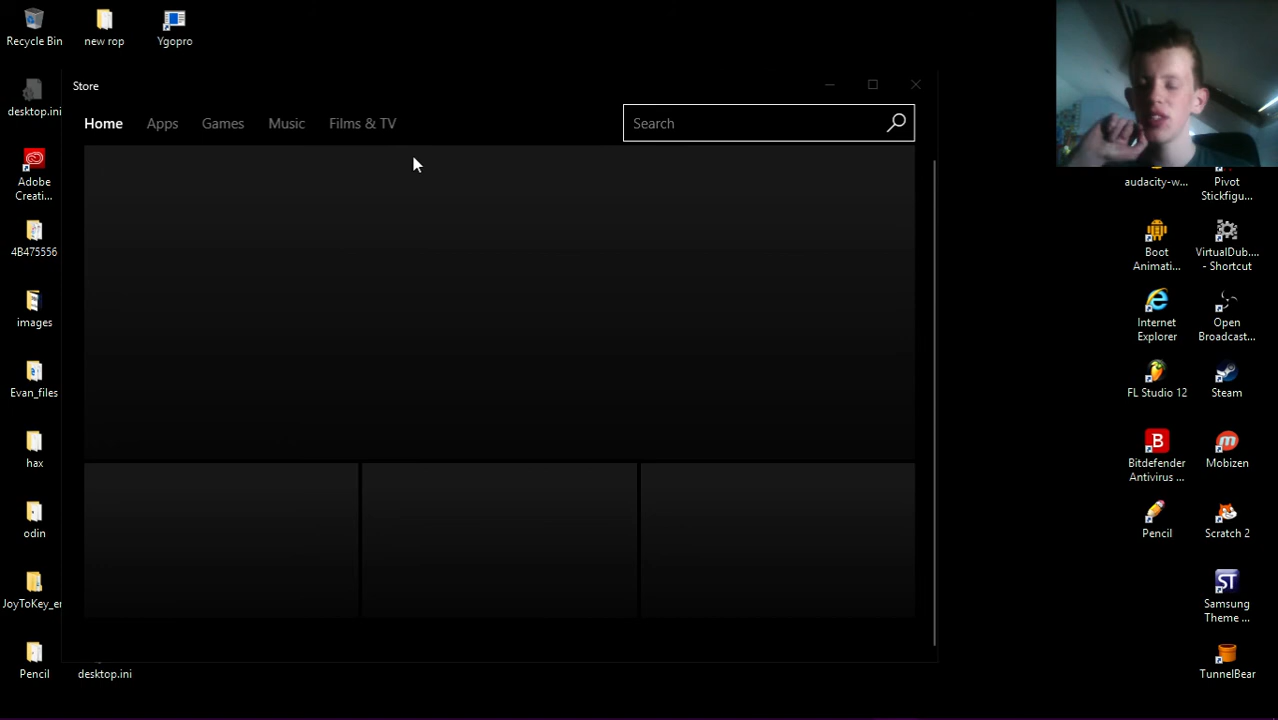 Recycle Bin
new rop
Ygopro
desktop.ini
Store
Home Apps Games Music Films & TV
Search
Adobe
Creati...
4B475556
images
Evan_files
hax
odin
JoyToKey_er
Pencil
desktop.ini
audacity-w...
Pivot
Stickfigu...
Boot
Animati...
VirtualDub....
- Shortcut
Internet
Explorer
Open
Broadcast...
FL Studio 12
Steam
B
Bitdefender
Antivirus ...
m
Mobizen
Pencil
Scratch 2
ST
Samsung
Theme ...
TunnelBear